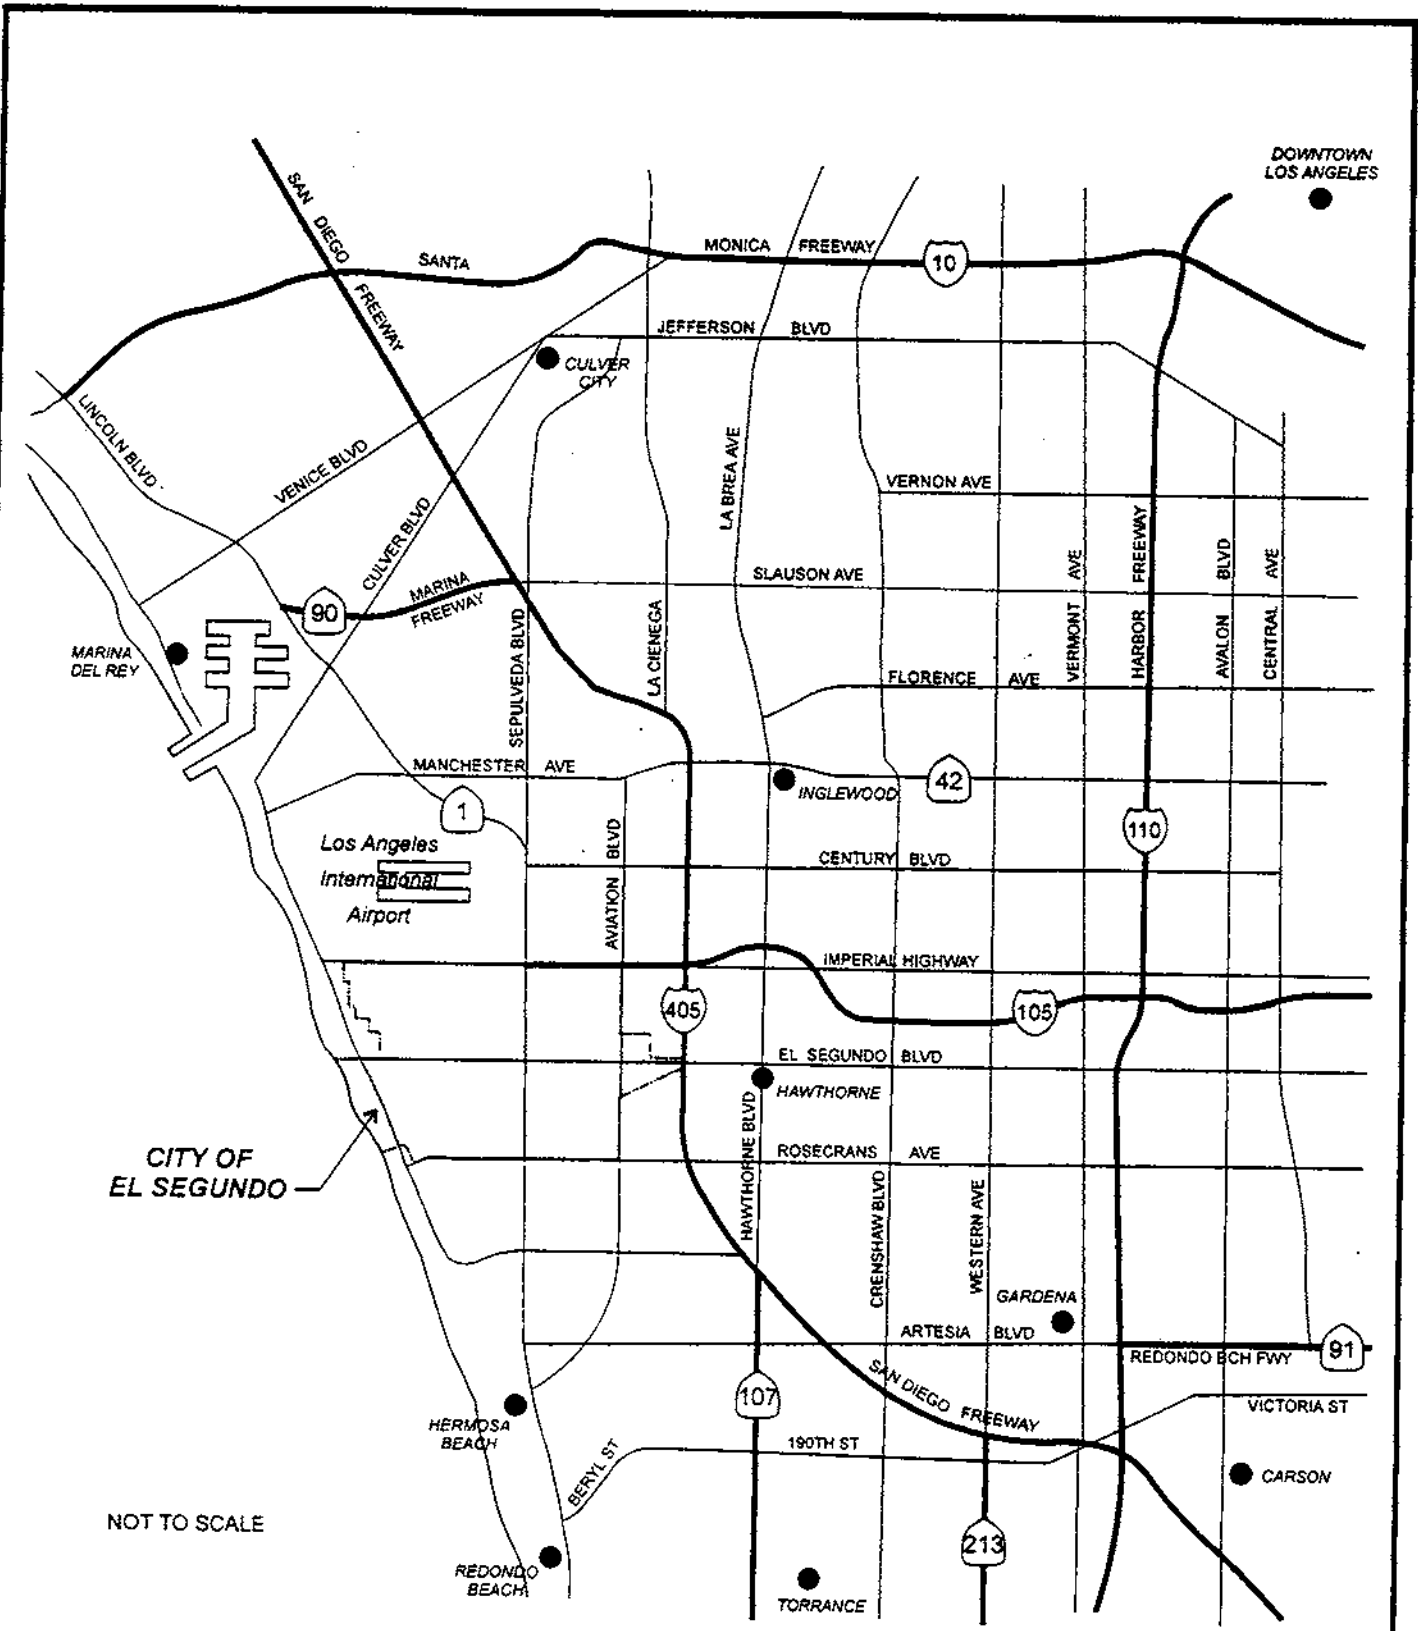 DOWNTOWN
LOS ANGELES
SAN DIEGO FREEWAY
SANTA MONICA FREEWAY
10
JEFFERSON BLVD
CULVER
CITY
LINCOLN BLVD
VENICE BLVD
CULVER BLVD
LA BREA AVE
VERNON AVE
SLAUSON AVE
MARINA
FREEWAY
90
VERMONT AVE
HARBOR FREEWAY
AVALON BLVD
CENTRAL AVE
MARINA
DEL REY
SEPULVEDA BLVD
LA CIENEGA
FLORENCE AVE
MANCHESTER AVE
42
INGLEWOOD
1
110
Los Angeles
International
Airport
AVIATION BLVD
CENTURY BLVD
IMPERIAL HIGHWAY
405
105
EL SEGUNDO BLVD
HAWTHORNE
HAWTHORNE BLVD
CITY OF
EL SEGUNDO
ROSECRANS AVE
CRENSHAW BLVD
WESTERN AVE
GARDENA
ARTESIA BLVD
91
REDONDO BCH FWY
107
SAN DIEGO FREEWAY
VICTORIA ST
HERMOSA
BEACH
190TH ST
BERYL ST
CARSON
NOT TO SCALE
213
REDONDO
BEACH
TORRANCE